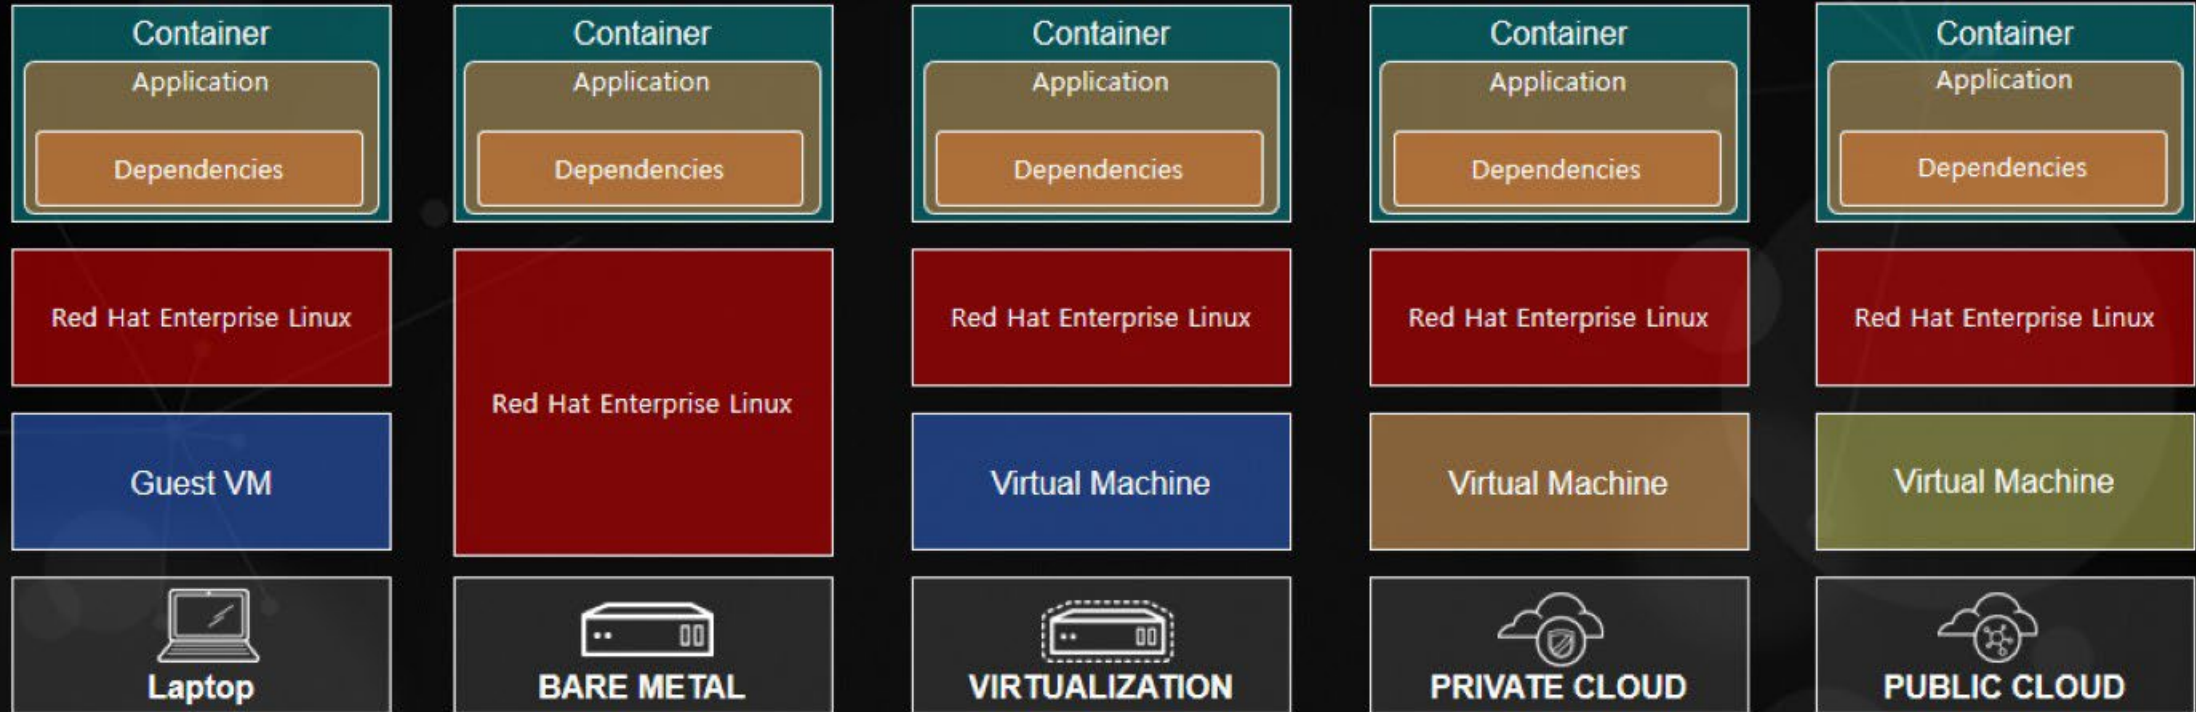 Container
Application
Dependencies
Red Hat Enterprise Linux
Guest VM
Laptop
Container
Application
Dependencies
Red Hat Enterprise Linux
BARE METAL
Container
Application
Dependencies
Red Hat Enterprise Linux
Virtual Machine
VIRTUALIZATION
Container
Application
Dependencies
Red Hat Enterprise Linux
Virtual Machine
PRIVATE CLOUD
Container
Application
Dependencies
Red Hat Enterprise Linux
Virtual Machine
PUBLIC CLOUD